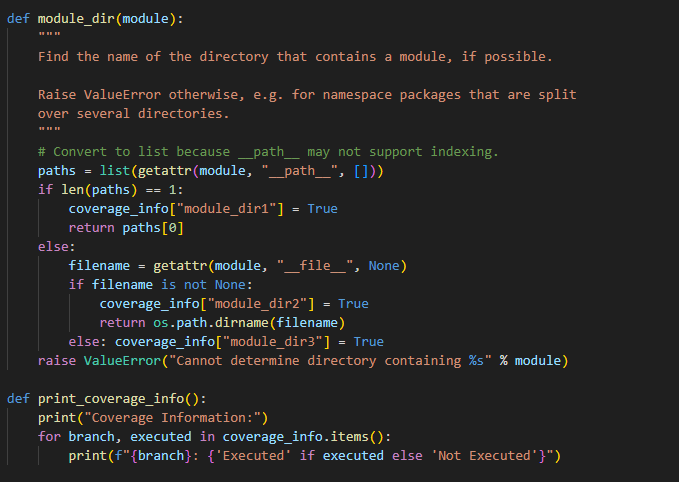 def module_dir(module):
    """
    Find the name of the directory that contains a module, if possible.

    Raise ValueError otherwise, e.g. for namespace packages that are split
    over several directories.
    """
    # Convert to list because __path__ may not support indexing.
    paths = list(getattr(module, "__path__", []))
    if len(paths) == 1:
        coverage_info["module_dir1"] = True
        return paths[0]
    else:
        filename = getattr(module, "__file__", None)
        if filename is not None:
            coverage_info["module_dir2"] = True
            return os.path.dirname(filename)
        else: coverage_info["module_dir3"] = True
    raise ValueError("Cannot determine directory containing %s" % module)

def print_coverage_info():
    print("Coverage Information:")
    for branch, executed in coverage_info.items():
        print(f"{branch}: {'Executed' if executed else 'Not Executed'}")